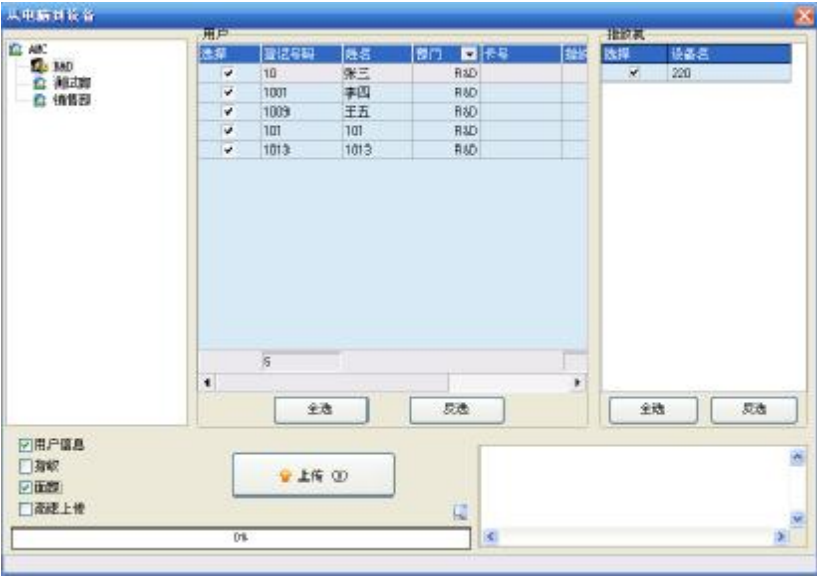 从电脑到设备
用户
指纹机
ABC
R&D
测试部
销售部
选择 登记号码 姓名 部门 卡号 指纹
10 张三 R&D
1001 李四 R&D
1009 王五 R&D
101 101 R&D
1013 1013 R&D
5
选择 设备名
220
全选 反选
全选 反选
用户信息
指纹
面部
高速上传
上传
0%